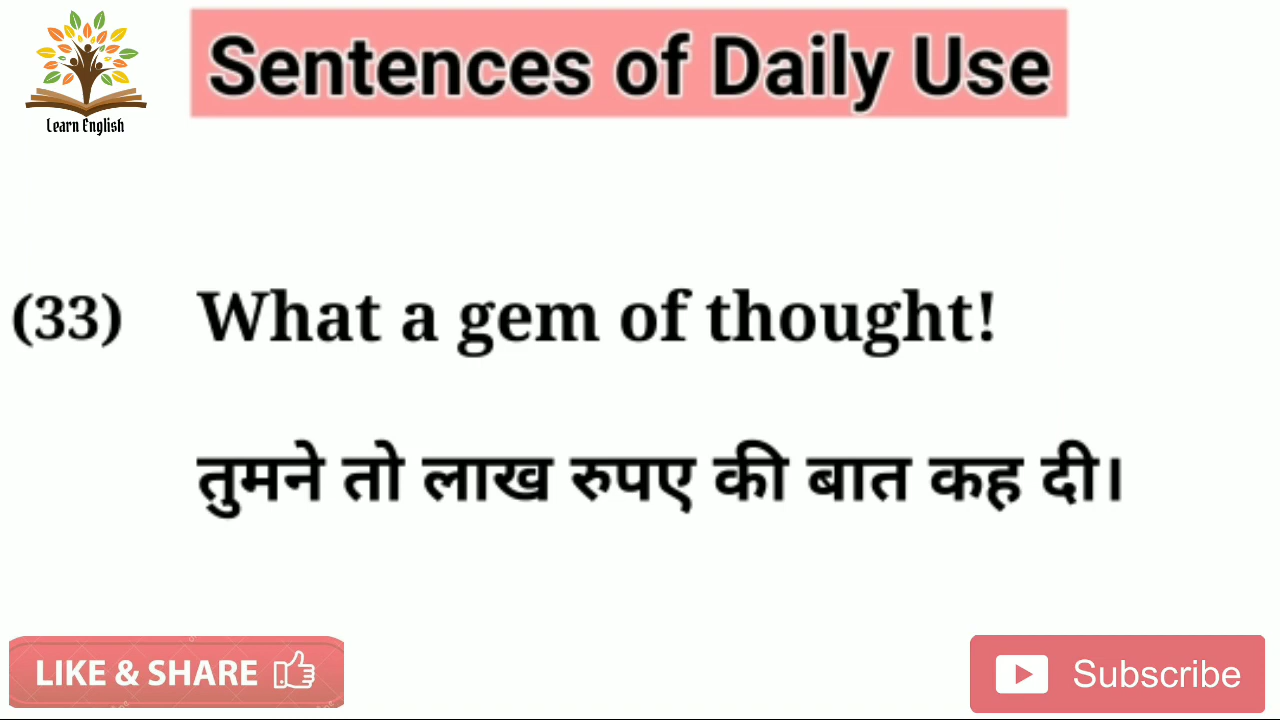 Sentences of Daily Use
Learn English
(33) What a gem of thought!
तुमने तो लाख रुपए की बात कह दी।
LIKE & SHARE
Subscribe